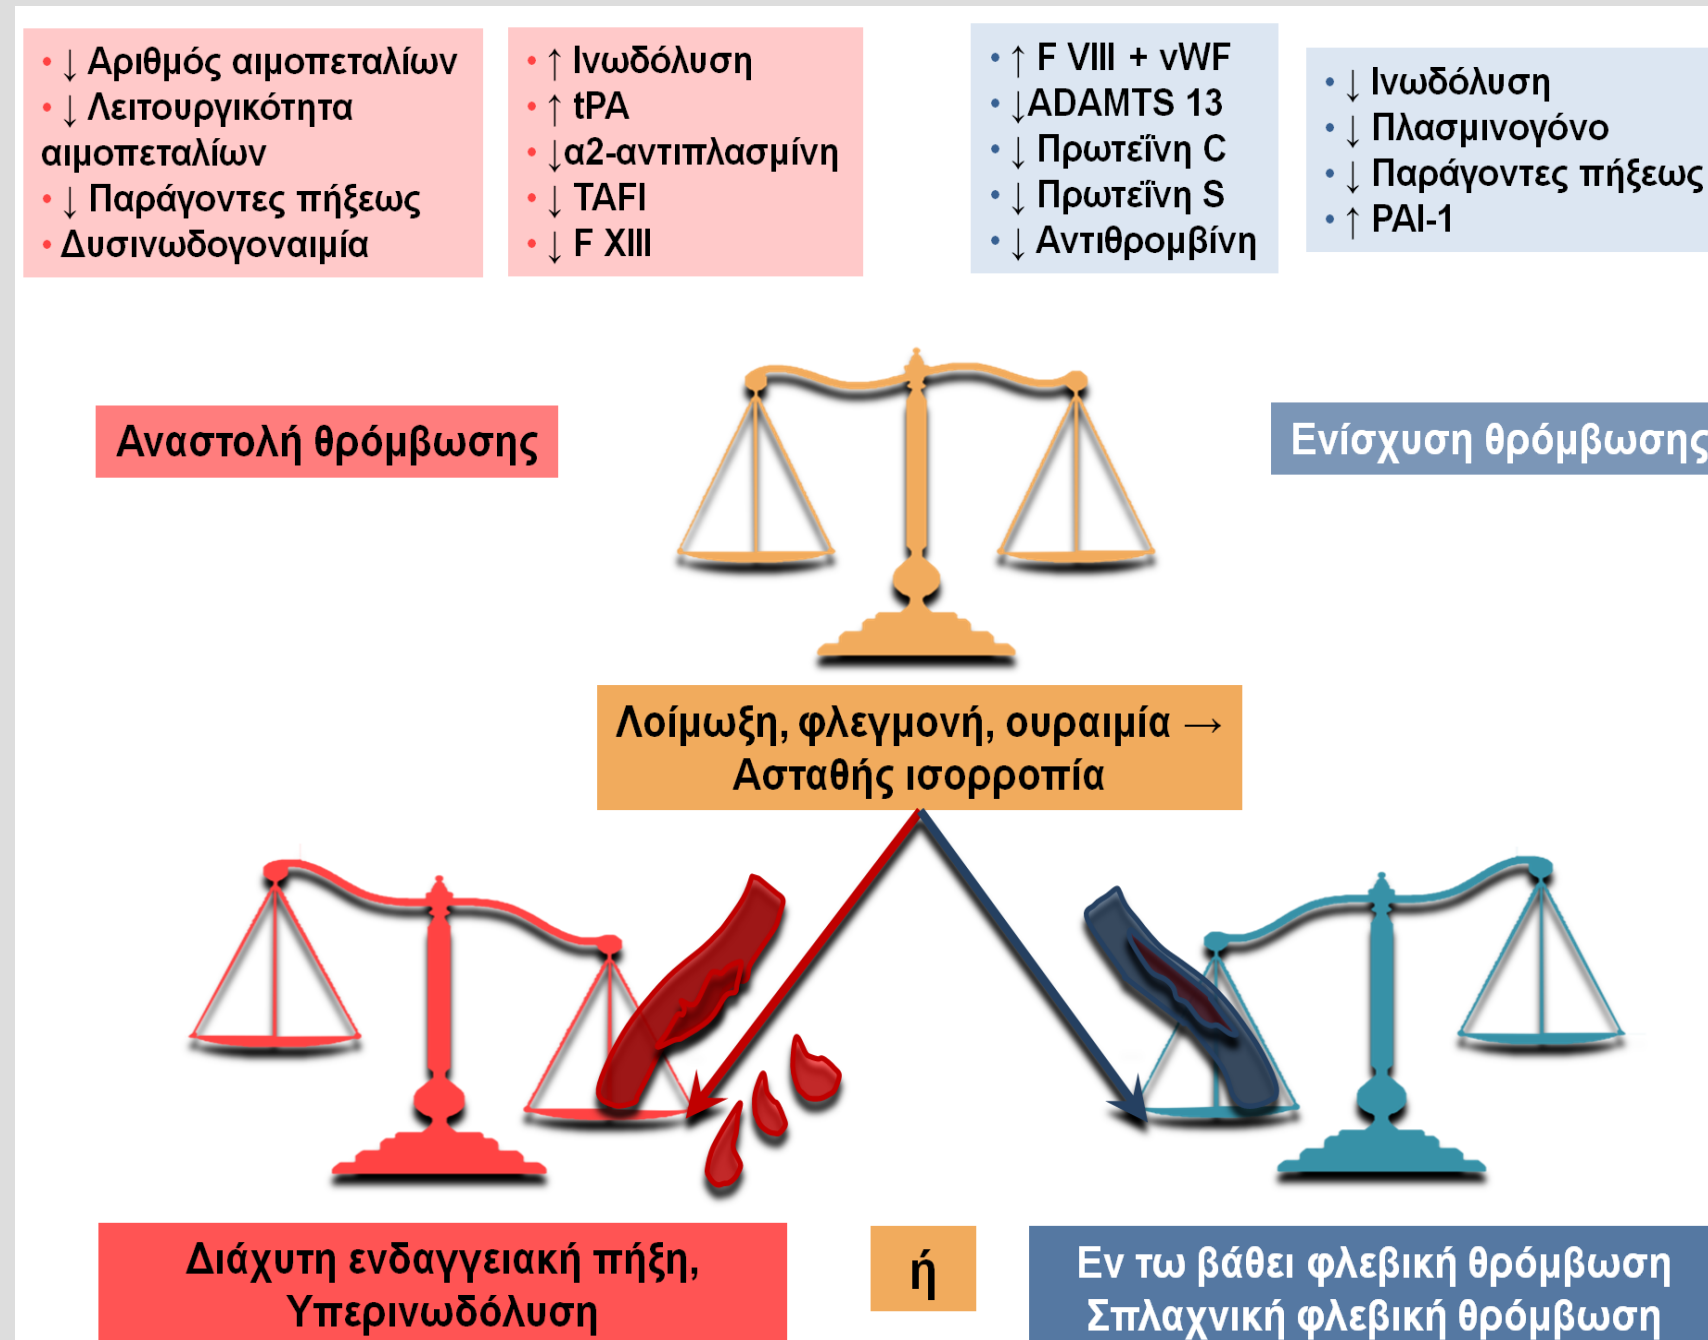 • ↓ Αριθμός αιμοπεταλίων
• ↓ Λειτουργικότητα
αιμοπεταλίων
• ↓ Παράγοντες πήξεως
• Δυσινωδογοναιμία
• ↑ Ινωδόλυση
• ↑ tPA
• ↓α2-αντιπλασμίνη
• ↓ TAFI
• ↓ F XIII
• ↑ F VIII + vWF
• ↓ADAMTS 13
• ↓ Πρωτεΐνη C
• ↓ Πρωτεΐνη S
• ↓ Αντιθρομβίνη
• ↓ Ινωδόλυση
• ↓ Πλασμινογόνο
• ↓ Παράγοντες πήξεως
• ↑ PAI-1
Αναστολή θρόμβωσης
Ενίσχυση θρόμβωσης
Λοίμωξη, φλεγμονή, ουραιμία →
Ασταθής ισορροπία
Διάχυτη ενδαγγειακή πήξη,
Υπερινωδόλυση
ή
Εν τω βάθει φλεβική θρόμβωση
Σπλαχνική φλεβική θρόμβωση